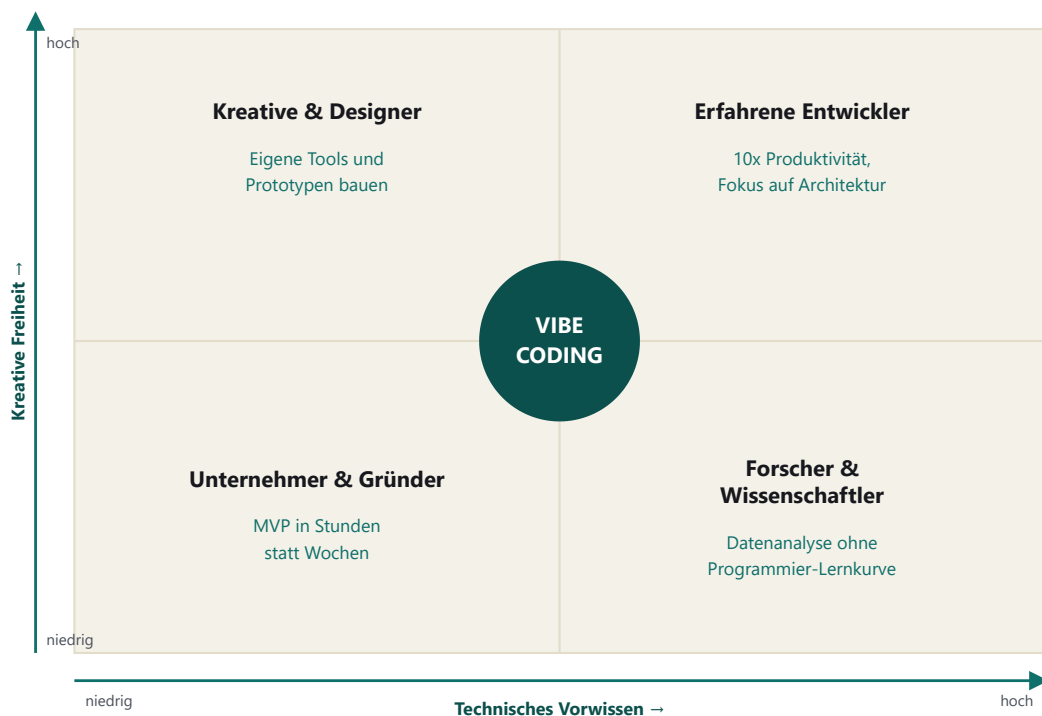 hoch
Kreative & Designer
Eigene Tools und
Prototypen bauen
Erfahrene Entwickler
10x Produktivität,
Fokus auf Architektur
Kreative Freiheit →
VIBE
CODING
Unternehmer & Gründer
MVP in Stunden
statt Wochen
Forscher &
Wissenschaftler
Datenanalyse ohne
Programmier-Lernkurve
niedrig
niedrig
Technisches Vorwissen →
hoch